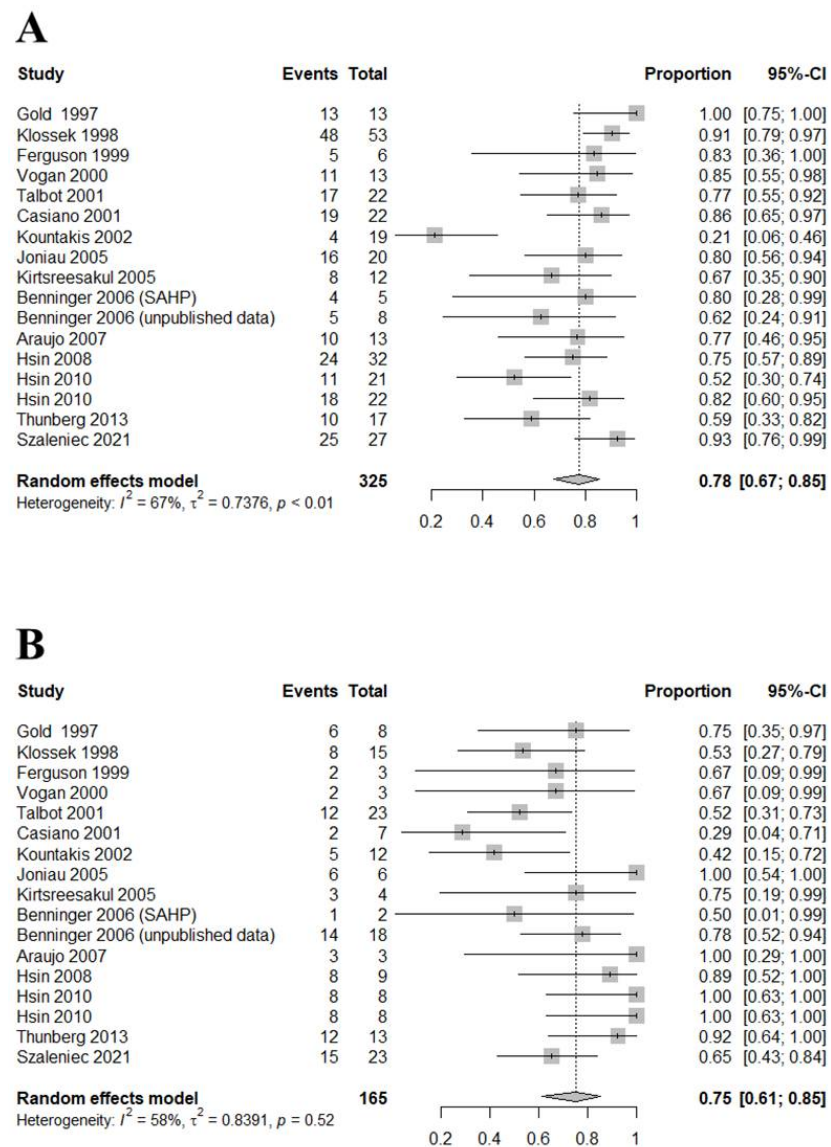 A
Study Events Total Proportion 95%-CI
Gold 1997 13 13 1.00 [0.75; 1.00]
Klossek 1998 48 53 0.91 [0.79; 0.97]
Ferguson 1999 5 6 0.83 [0.36; 1.00]
Vogan 2000 11 13 0.85 [0.55; 0.98]
Talbot 2001 17 22 0.77 [0.55; 0.92]
Casiano 2001 19 22 0.86 [0.65; 0.97]
Kountakis 2002 4 19 0.21 [0.06; 0.46]
Joniau 2005 16 20 0.80 [0.56; 0.94]
Kirtsreesakul 2005 8 12 0.67 [0.35; 0.90]
Benninger 2006 (SAHP) 4 5 0.80 [0.28; 0.99]
Benninger 2006 (unpublished data) 5 8 0.62 [0.24; 0.91]
Araujo 2007 10 13 0.77 [0.46; 0.95]
Hsin 2008 24 32 0.75 [0.57; 0.89]
Hsin 2010 11 21 0.52 [0.30; 0.74]
Hsin 2010 18 22 0.82 [0.60; 0.95]
Thunberg 2013 10 17 0.59 [0.33; 0.82]
Szaleniec 2021 25 27 0.93 [0.76; 0.99]
Random effects model 325 0.78 [0.67; 0.85]
Heterogeneity: I² = 67%, τ² = 0.7376, p < 0.01
0.2 0.4 0.6 0.8 1
B
Study Events Total Proportion 95%-CI
Gold 1997 6 8 0.75 [0.35; 0.97]
Klossek 1998 8 15 0.53 [0.27; 0.79]
Ferguson 1999 2 3 0.67 [0.09; 0.99]
Vogan 2000 2 3 0.67 [0.09; 0.99]
Talbot 2001 12 23 0.52 [0.31; 0.73]
Casiano 2001 2 7 0.29 [0.04; 0.71]
Kountakis 2002 5 12 0.42 [0.15; 0.72]
Joniau 2005 6 6 1.00 [0.54; 1.00]
Kirtsreesakul 2005 3 4 0.75 [0.19; 0.99]
Benninger 2006 (SAHP) 1 2 0.50 [0.01; 0.99]
Benninger 2006 (unpublished data) 14 18 0.78 [0.52; 0.94]
Araujo 2007 3 3 1.00 [0.29; 1.00]
Hsin 2008 8 9 0.89 [0.52; 1.00]
Hsin 2010 8 8 1.00 [0.63; 1.00]
Hsin 2010 8 8 1.00 [0.63; 1.00]
Thunberg 2013 12 13 0.92 [0.64; 1.00]
Szaleniec 2021 15 23 0.65 [0.43; 0.84]
Random effects model 165 0.75 [0.61; 0.85]
Heterogeneity: I² = 58%, τ² = 0.8391, p = 0.52
0.2 0.4 0.6 0.8 1